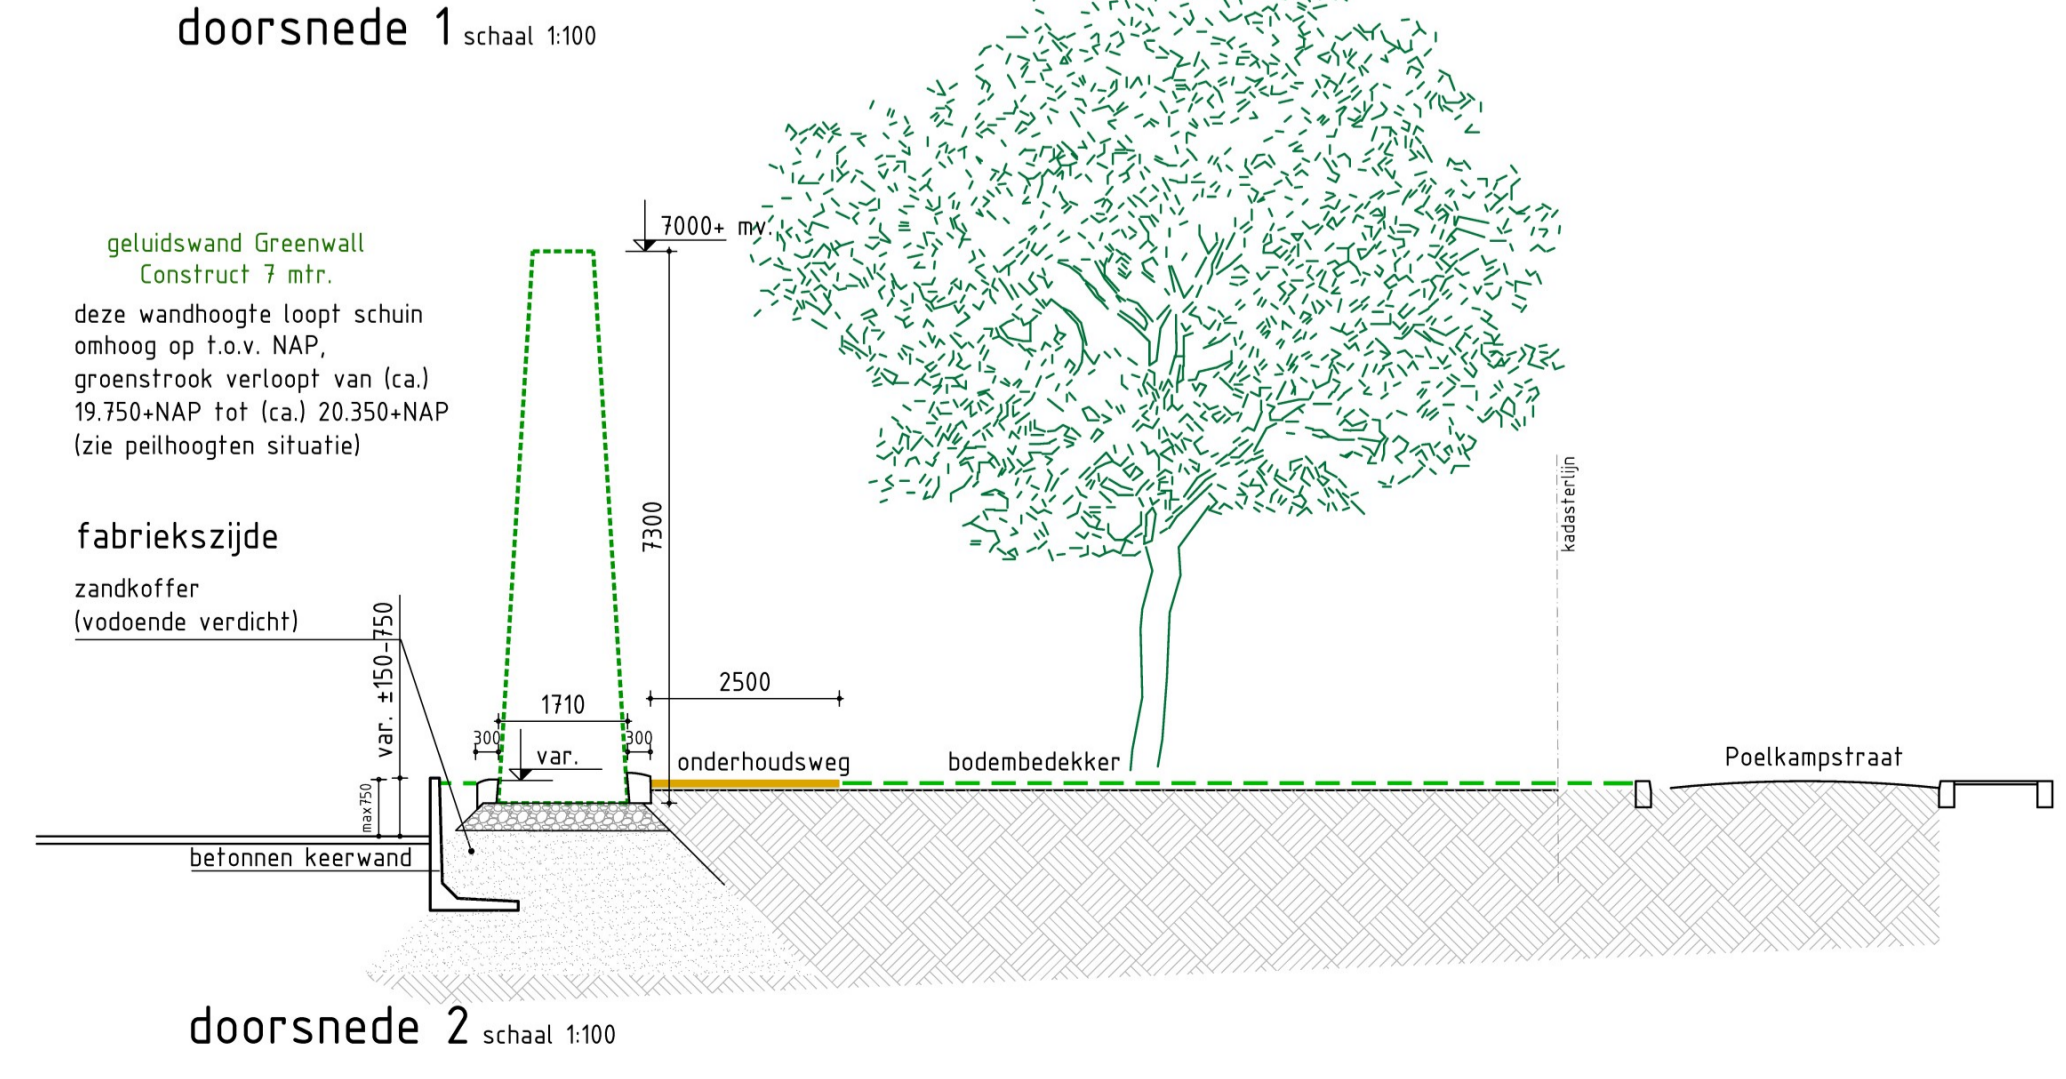 doorsnede 1 schaal 1:100
7000+ mv.
geluidswand Greenwall
Construct 7 mtr.
deze wandhoogte loopt schuin
omhoog op t.o.v. NAP,
groenstrook verloopt van (ca.)
19.750+NAP tot (ca.) 20.350+NAP
(zie peilhoogten situatie)
kadasterlijn
7300
fabriekszijde
zandkoffer
(vodoende verdicht)
var. ±150-750
2500
1710
300
300
var.
onderhoudsweg
bodembedekker
Poelkampstraat
max750
betonnen keerwand
doorsnede 2 schaal 1:100